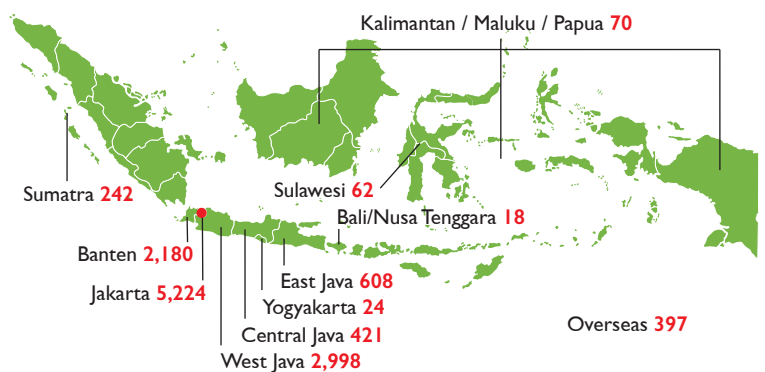 Kalimantan / Maluku / Papua 70
Sumatra 242
Sulawesi 62
Bali/Nusa Tenggara 18
Banten 2,180
East Java 608
Jakarta 5,224
Yogyakarta 24
Overseas 397
Central Java 421
West Java 2,998